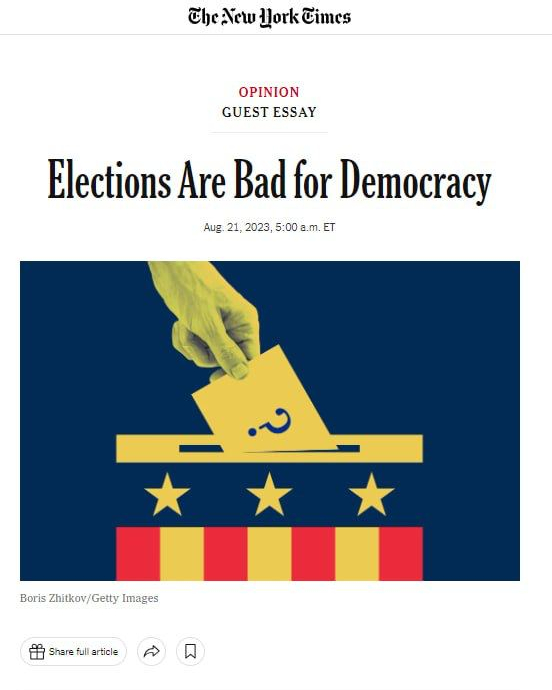 The New York Times
OPINION
GUEST ESSAY
Elections Are Bad for Democracy
Aug. 21, 2023, 5:00 a.m. ET
?
Boris Zhitkov/Getty Images
Share full article